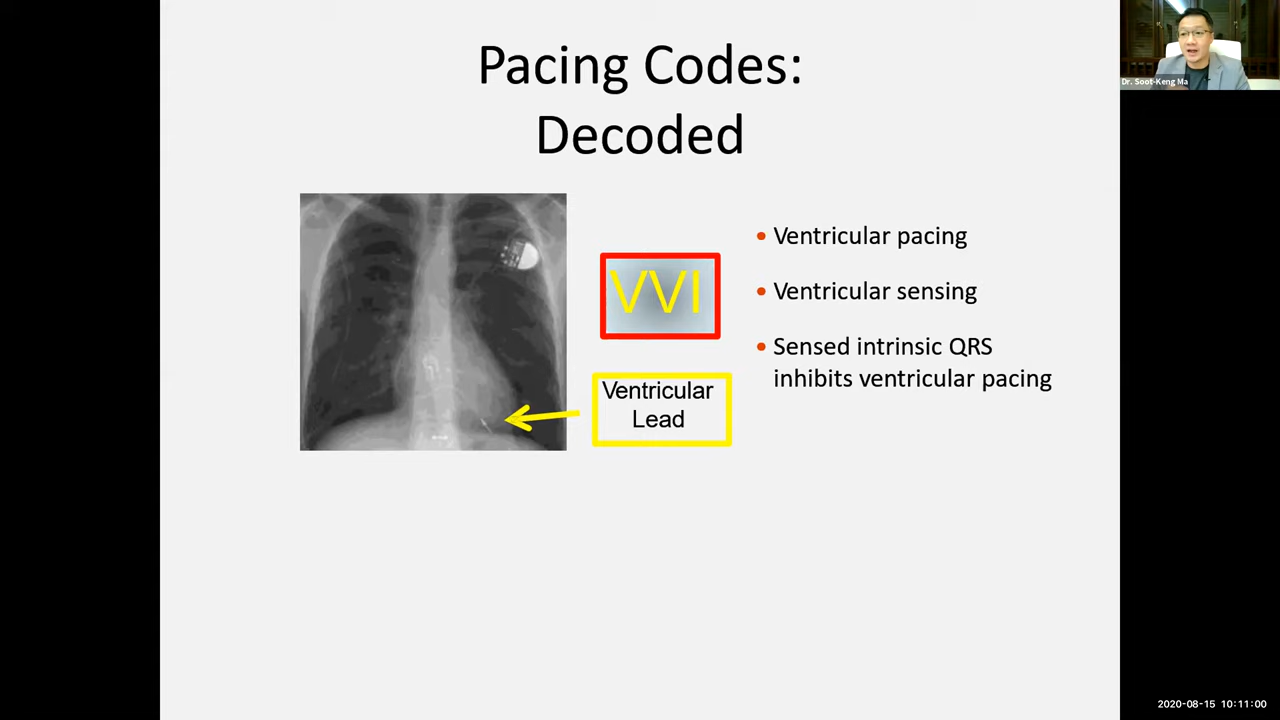 Pacing Codes:
Decoded
VVI
Ventricular
Lead
• Ventricular pacing
• Ventricular sensing
• Sensed intrinsic QRS
inhibits ventricular pacing
Dr. Soot-Keng Ma
2020-08-15 10:11:00